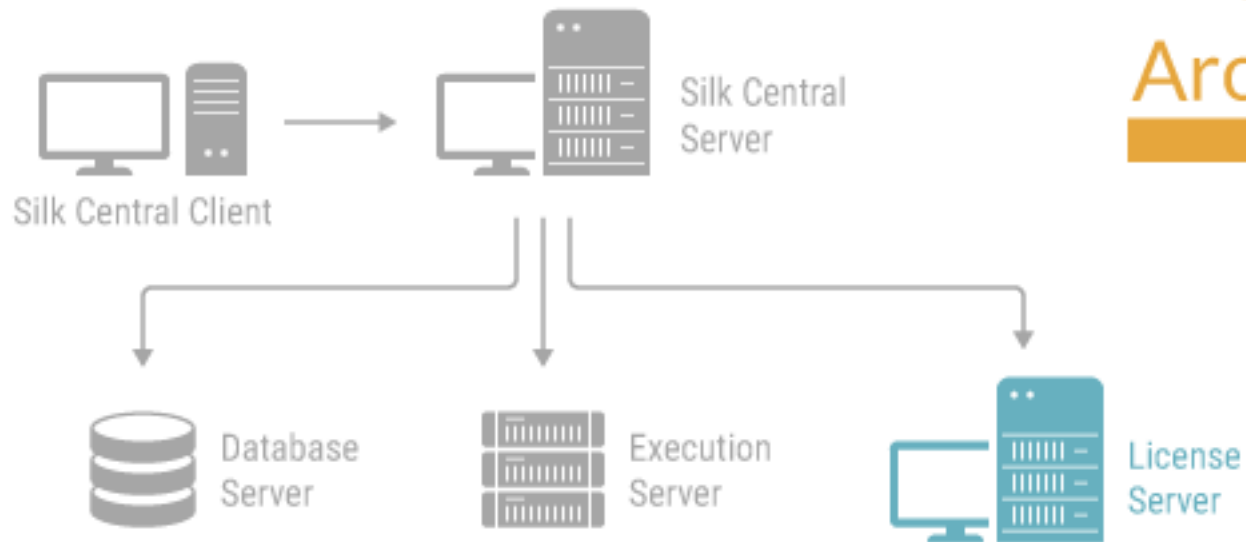 Silk Central
Server
Silk Central Client
Database
Server
Execution
Server
License
Server